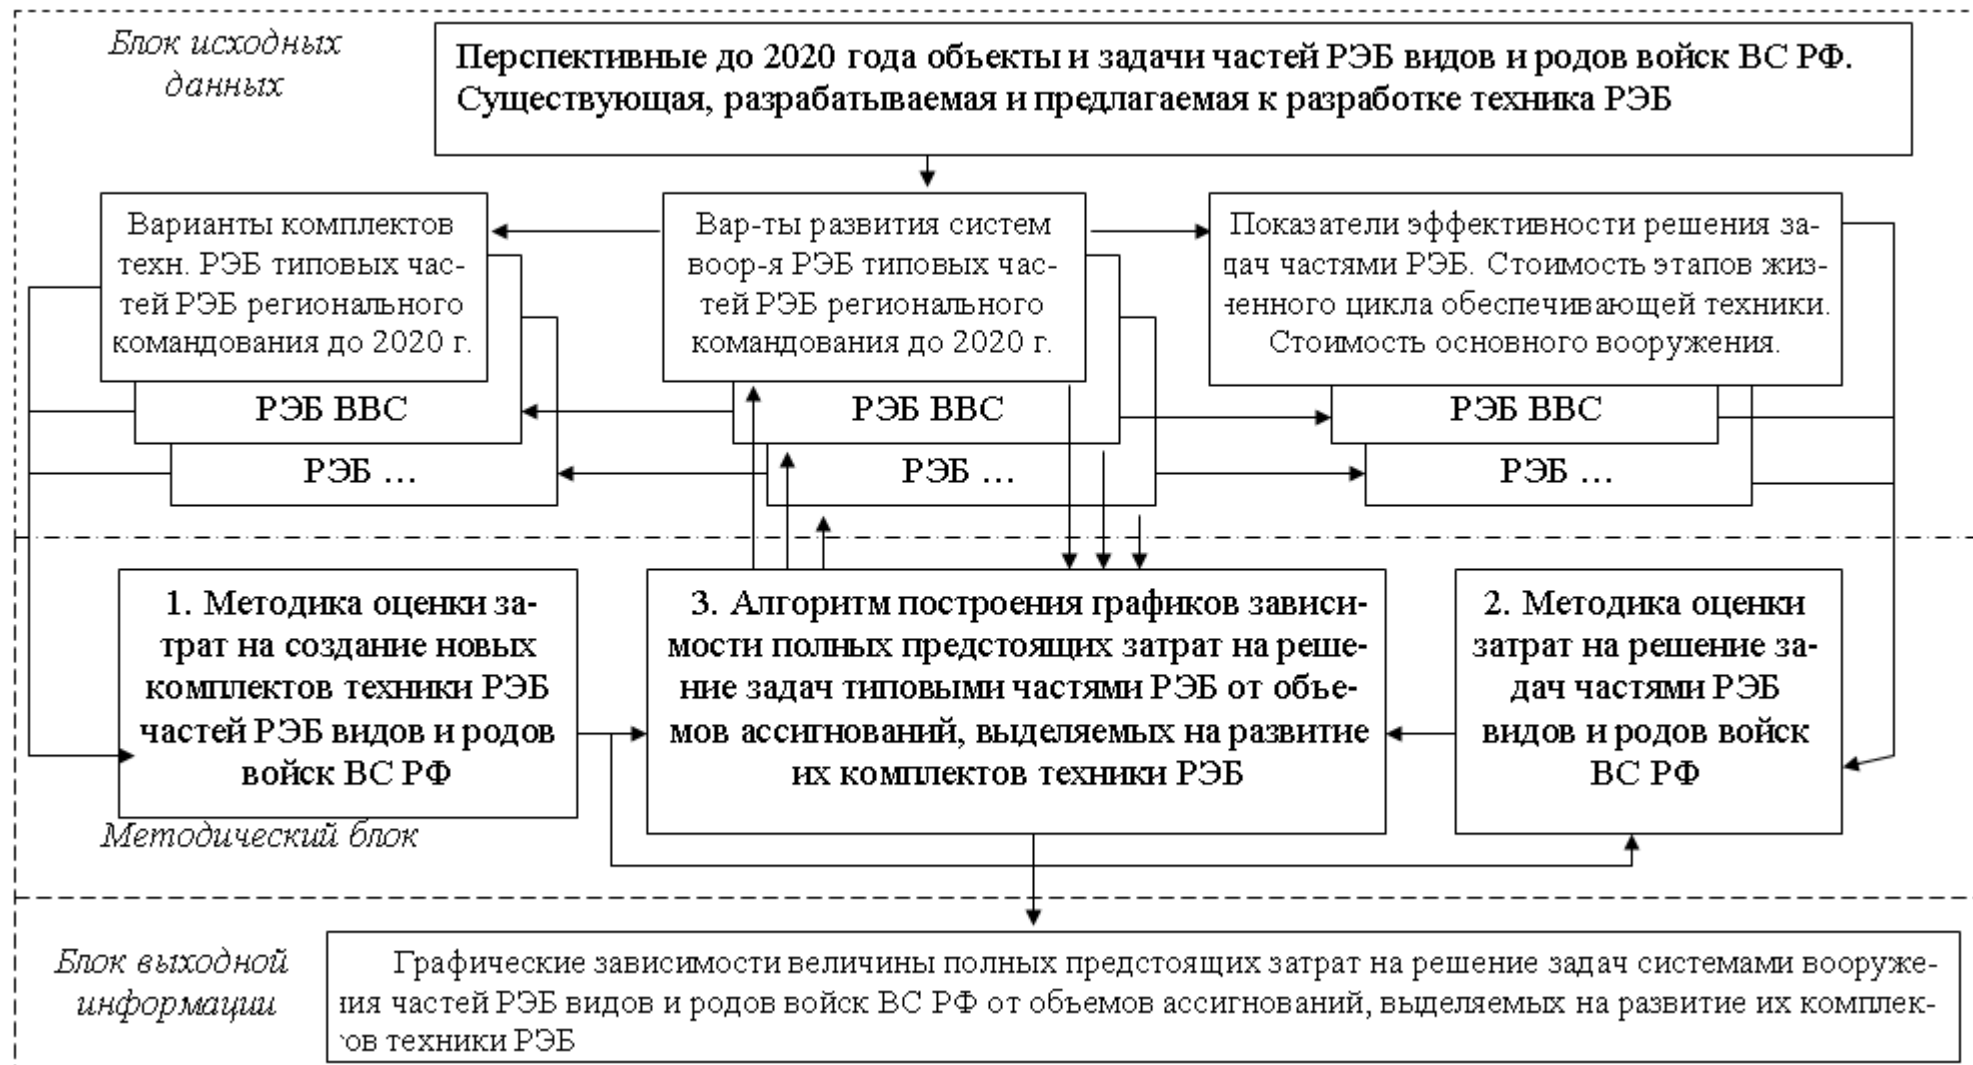 Блок исходных
данных
Перспективные до 2020 года объекты и задачи частей РЭБ видов и родов войск ВС РФ.
Существующая, разрабатываемая и предлагаемая к разработке техника РЭБ
Варианты комплектов
техн. РЭБ типовых час-
тей РЭБ регионального
командования до 2020 г.
РЭБ ВВС
РЭБ ...
Вар-ты развития систем
воор-я РЭБ типовых час-
тей РЭБ регионального
командования до 2020 г.
РЭБ ВВС
РЭБ ...
Показатели эффективности решения за-
дач частями РЭБ. Стоимость этапов жиз-
ненного цикла обеспечивающей техники.
Стоимость основного вооружения.
РЭБ ВВС
РЭБ ...
1. Методика оценки за-
трат на создание новых
комплектов техники РЭБ
частей РЭБ видов и родов
войск ВС РФ
3. Алгоритм построения графиков зависи-
мости полных предстоящих затрат на реше-
ние задач типовыми частями РЭБ от объе-
мов ассигнований, выделяемых на развитие
их комплектов техники РЭБ
2. Методика оценки
затрат на решение за-
дач частями РЭБ
видов и родов войск
ВС РФ
Методический блок
Блок выходной
информации
Графические зависимости величины полных предстоящих затрат на решение задач системами вооруже-
ния частей РЭБ видов и родов войск ВС РФ от объемов ассигнований, выделяемых на развитие их комплек-
тов техники РЭБ